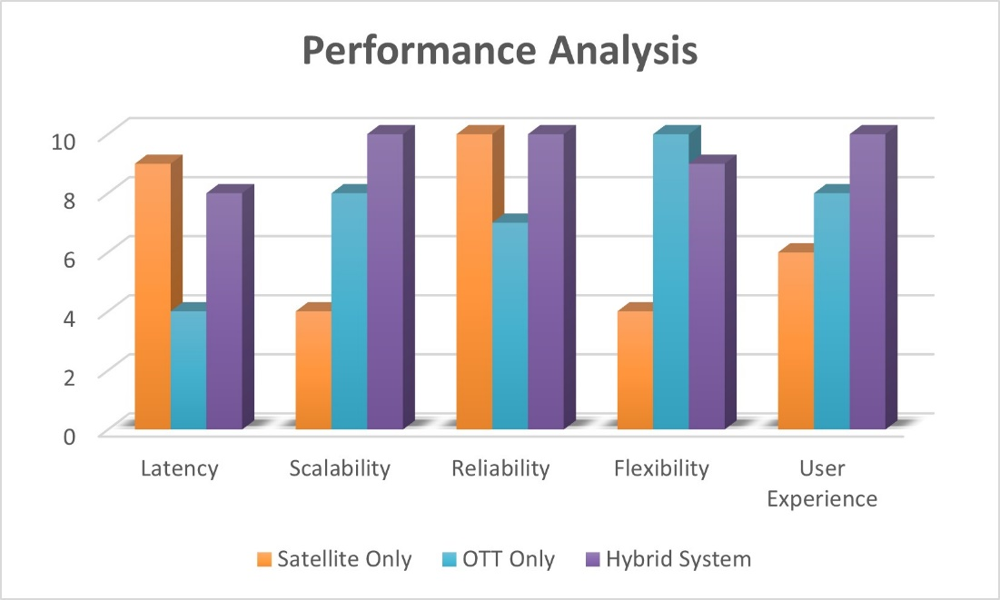 Performance Analysis
10
8
6
4
2
0
Latency
Scalability
Reliability
Flexibility
User
Experience
Satellite Only
OTT Only
Hybrid System